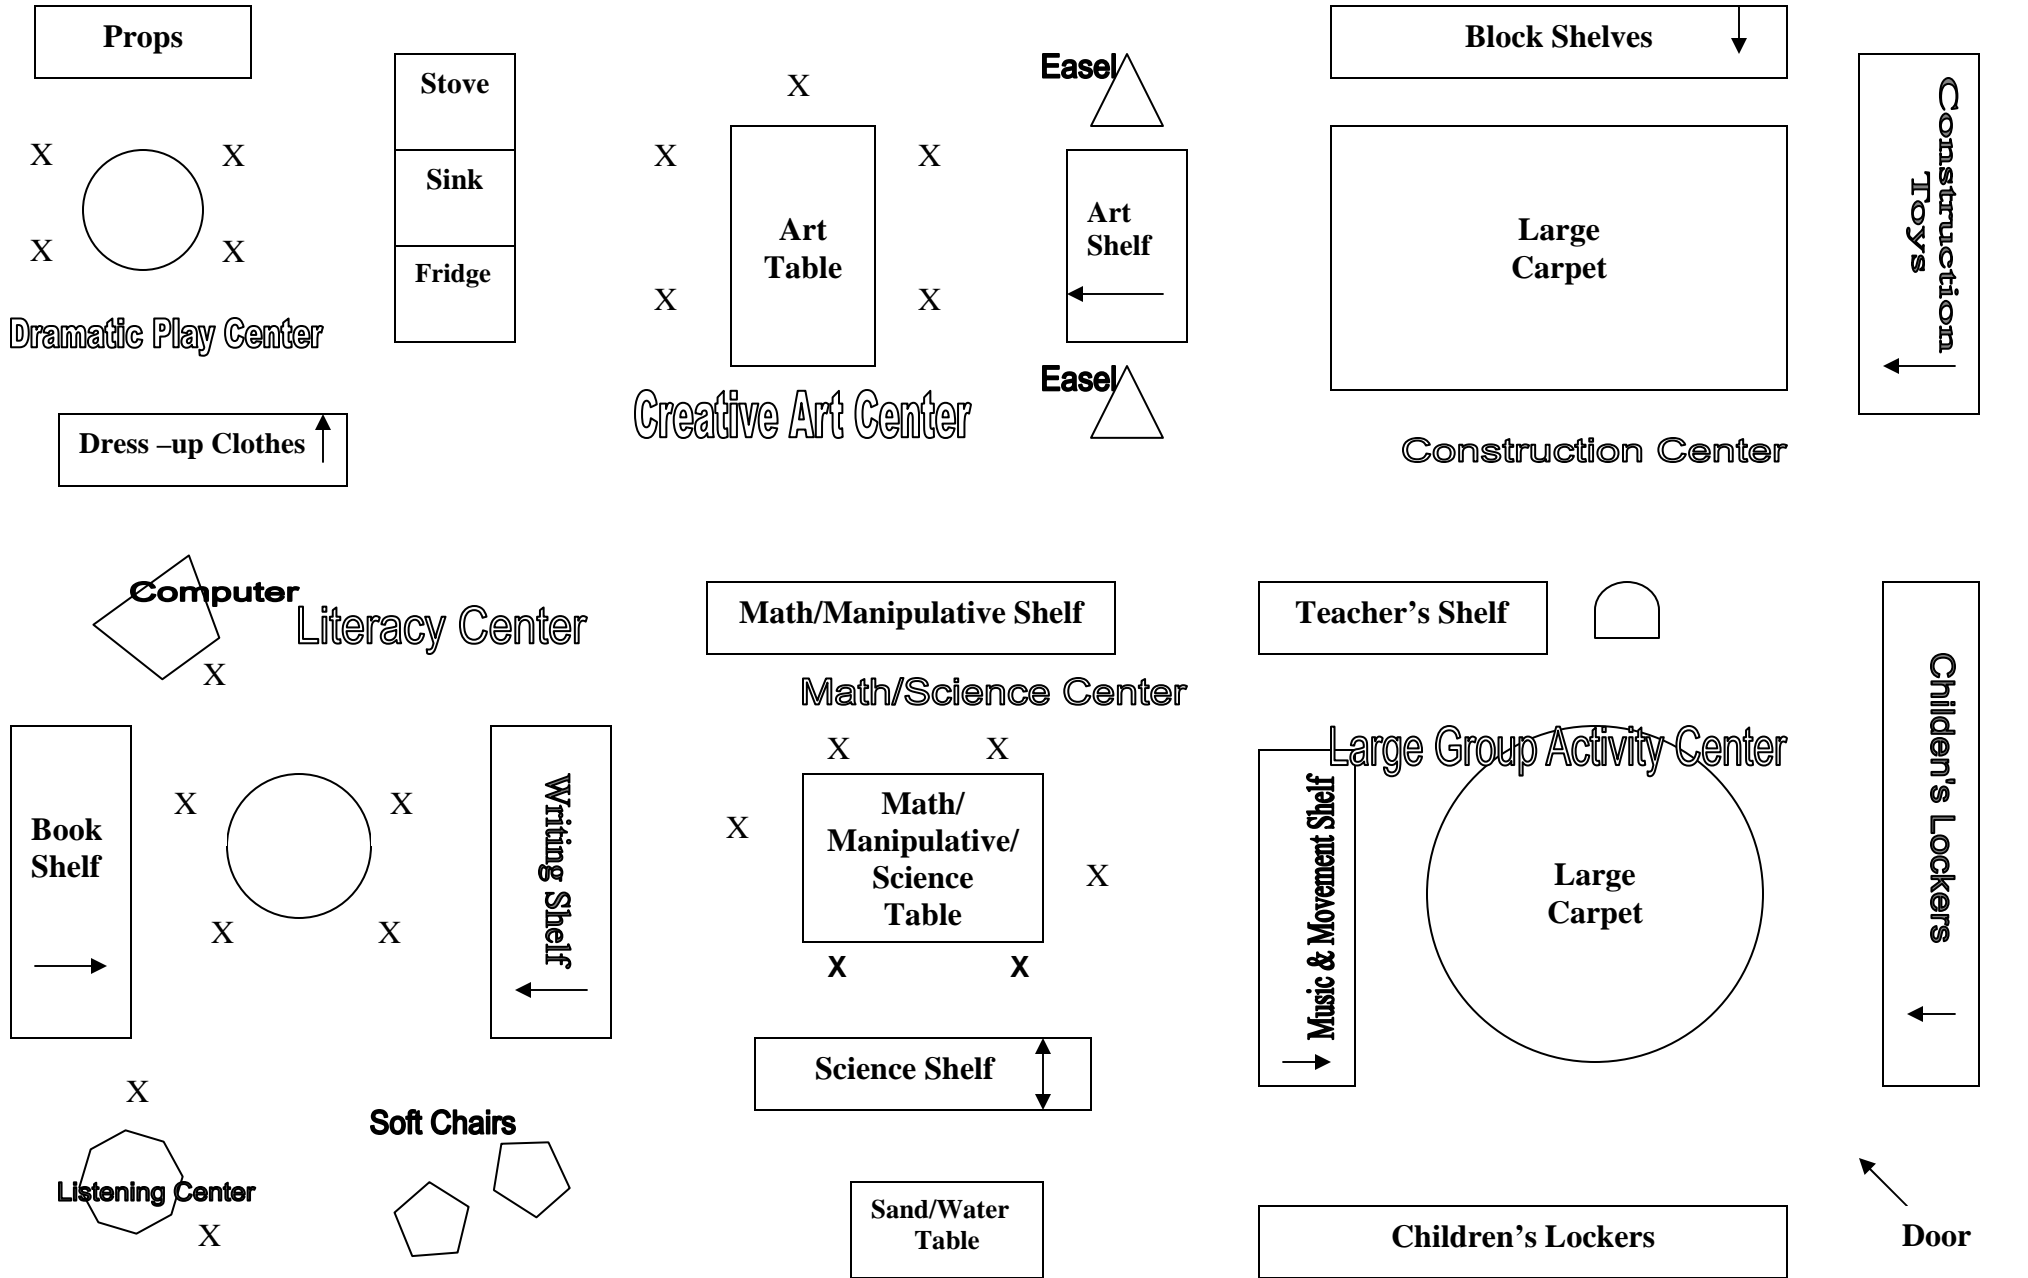 Props
Stove
Sink
Fridge
X
X
X
X
Dramatic Play Center
Dress –up Clothes
X
X
X
X
X
Art
Table
Creative Art Center
Easel
Art
Shelf
Easel
Block Shelves
Large
Carpet
Construction
Toys
Construction Center
Computer
Literacy Center
X
Book
Shelf
X
X
X
X
Writing Shelf
X
Listening Center
X
Soft Chairs
Math/Manipulative Shelf
Math/Science Center
X
X
X
Math/
Manipulative/
Science
Table
X
X
X
Science Shelf
Sand/Water
Table
Teacher’s Shelf
Large Group Activity Center
Music & Movement Shelf
Large
Carpet
Childen's Lockers
Children’s Lockers
Door